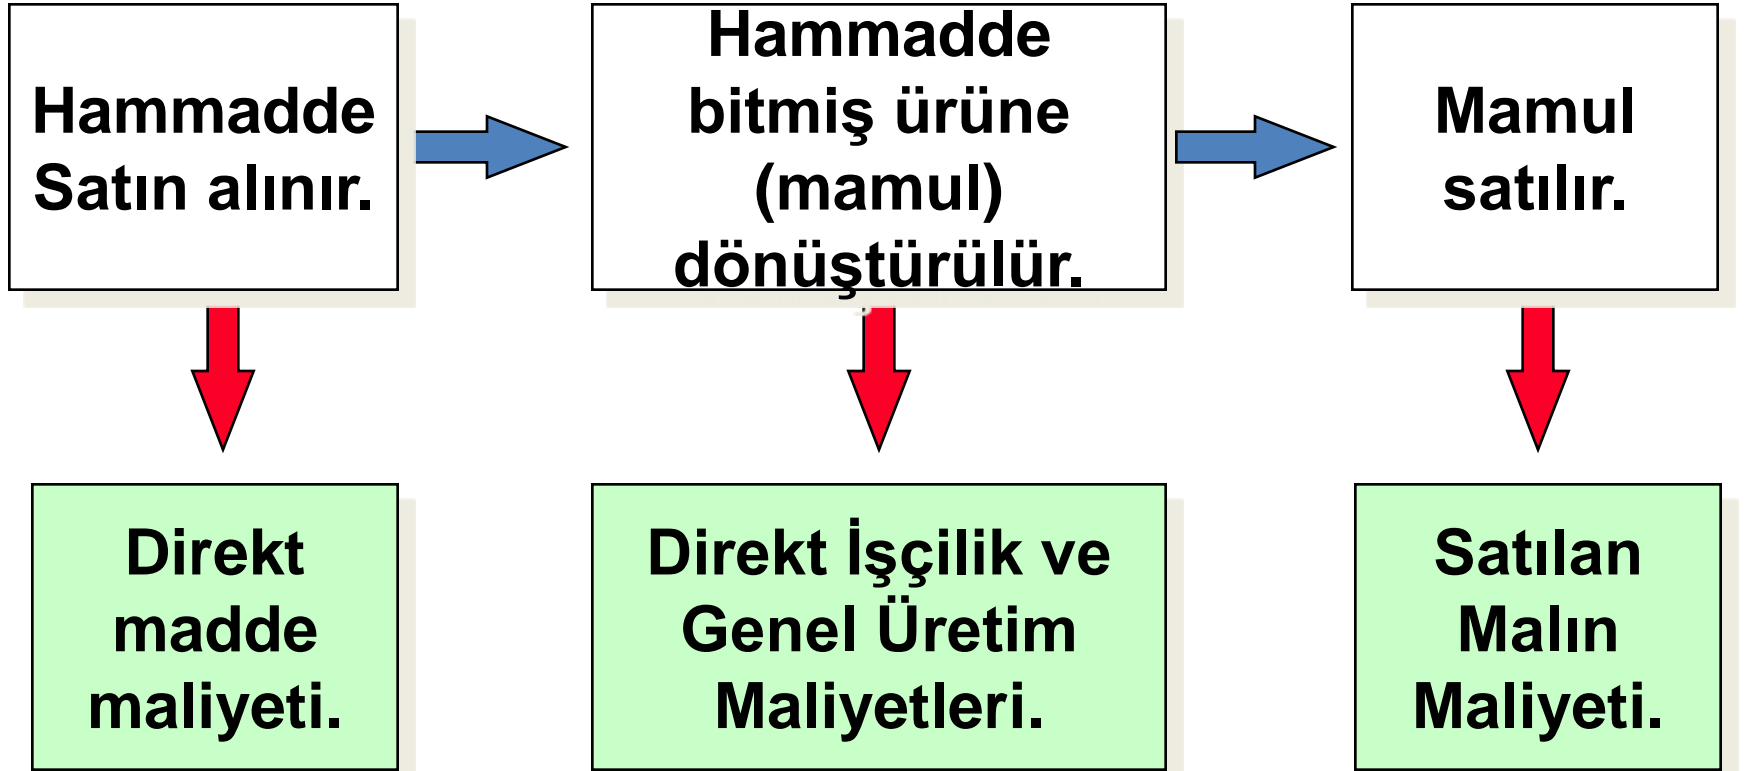 Hammadde
Satın alınır.
Hammadde
bitmiş ürüne
(mamul)
dönüştürülür.
Mamul
satılır.
Direkt
madde
maliyeti.
Direkt İşçilik ve
Genel Üretim
Maliyetleri.
Satılan
Malın
Maliyeti.